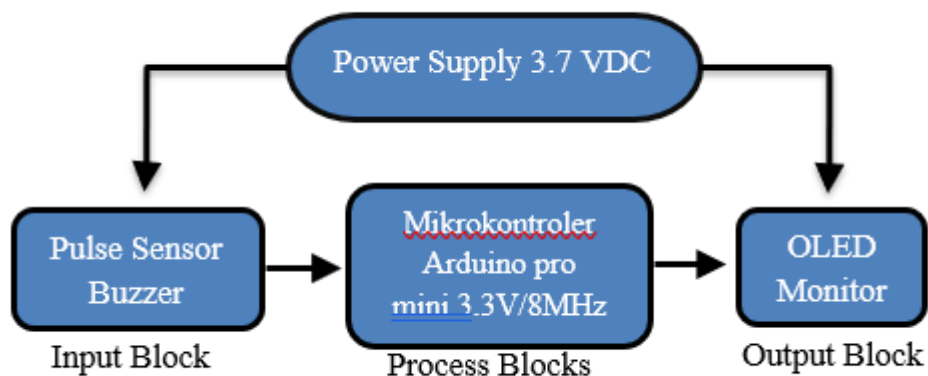 Power Supply 3.7 VDC
Pulse Sensor
Buzzer
Input Block
Mikrokontroler
Arduino pro
mini 3.3V/8MHz
Process Blocks
OLED
Monitor
Output Block